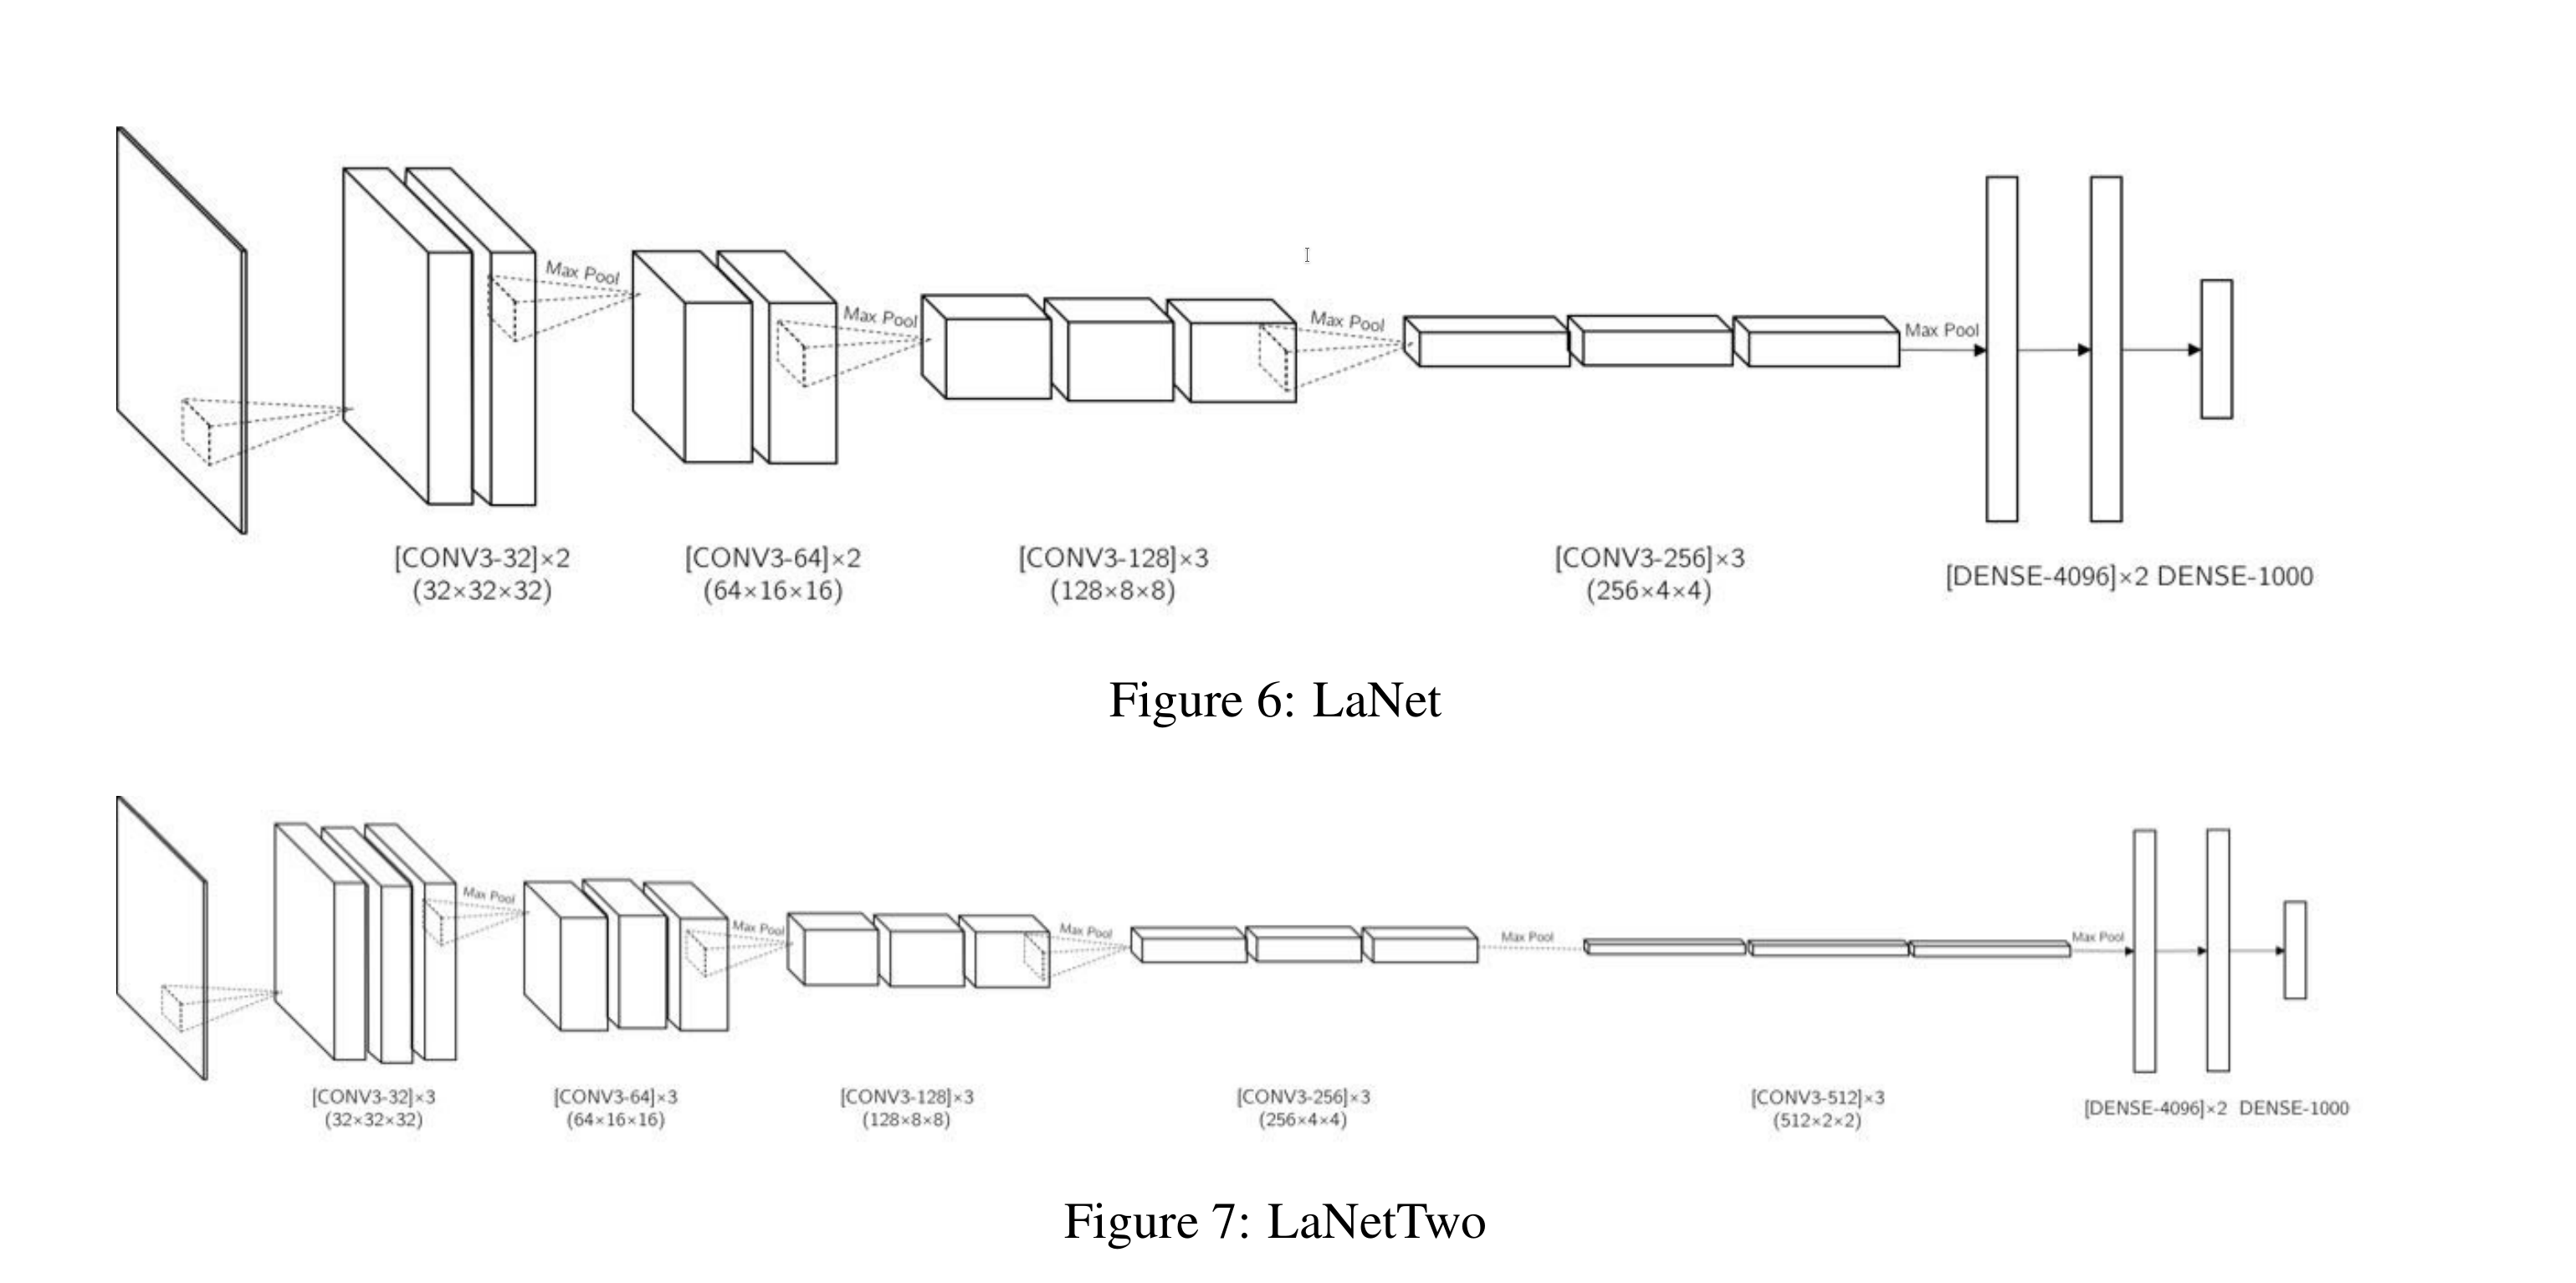 Max Pool
Max Pool
Max Pool
Max Pool
[CONV3-32]×2
(32×32×32)
[CONV3-64]×2
(64×16×16)
[CONV3-128]×3
(128×8×8)
[CONV3-256]×3
(256×4×4)
[DENSE-4096]×2 DENSE-1000
Figure 6: LaNet
Max Pool
Max Pool
Max Pool
Max Pool
Max Pool
[CONV3-32]×3
(32×32×32)
[CONV3-64]×3
(64×16×16)
[CONV3-128]×3
(128×8×8)
[CONV3-256]×3
(256×4×4)
[CONV3-512]×3
(512×2×2)
[DENSE-4096]×2 DENSE-1000
Figure 7: LaNetTwo